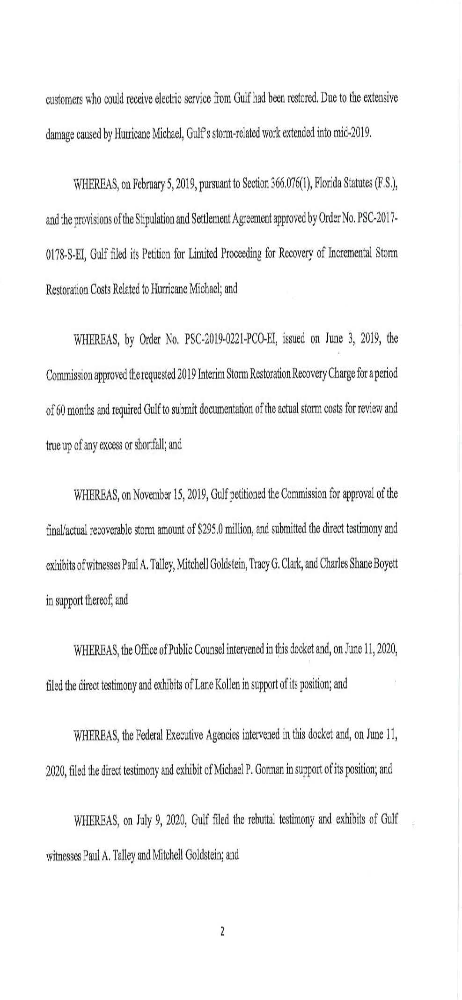 customers who could receive electric service from Gulf had been restored. Due to the extensive
damage caused by Hurricane Michael, Gulf's storm-related work extended into mid-2019.
WHEREAS, on February 5, 2019, pursuant to Section 366.076(1), Florida Statutes (F.S.),
and the provisions of the Stipulation and Settlement Agreement approved by Order No. PSC-2017-
0178-S-EI, Gulf filed its Petition for Limited Proceeding for Recovery of Incremental Storm
Restoration Costs Related to Hurricane Michael; and
WHEREAS, by Order No. PSC-2019-0221-PCO-EI, issued on June 3, 2019, the
Commission approved the requested 2019 Interim Storm Restoration Recovery Charge for a period
of 60 months and required Gulf to submit documentation of the actual storm costs for review and
true up of any excess or shortfall; and
WHEREAS, on November 15, 2019, Gulf petitioned the Commission for approval of the
final/actual recoverable storm amount of $295.0 million, and submitted the direct testimony and
exhibits of witnesses Paul A. Talley, Mitchell Goldstein, Tracy G. Clark, and Charles Shane Boyett
in support thereof; and
WHEREAS, the Office of Public Counsel intervened in this docket and, on June 11, 2020,
filed the direct testimony and exhibits of Lane Kollen in support of its position; and
WHEREAS, the Federal Executive Agencies intervened in this docket and, on June 11,
2020, filed the direct testimony and exhibit of Michael P. Gorman in support of its position; and
WHEREAS, on July 9, 2020, Gulf filed the rebuttal testimony and exhibits of Gulf
witnesses Paul A. Talley and Mitchell Goldstein; and
2